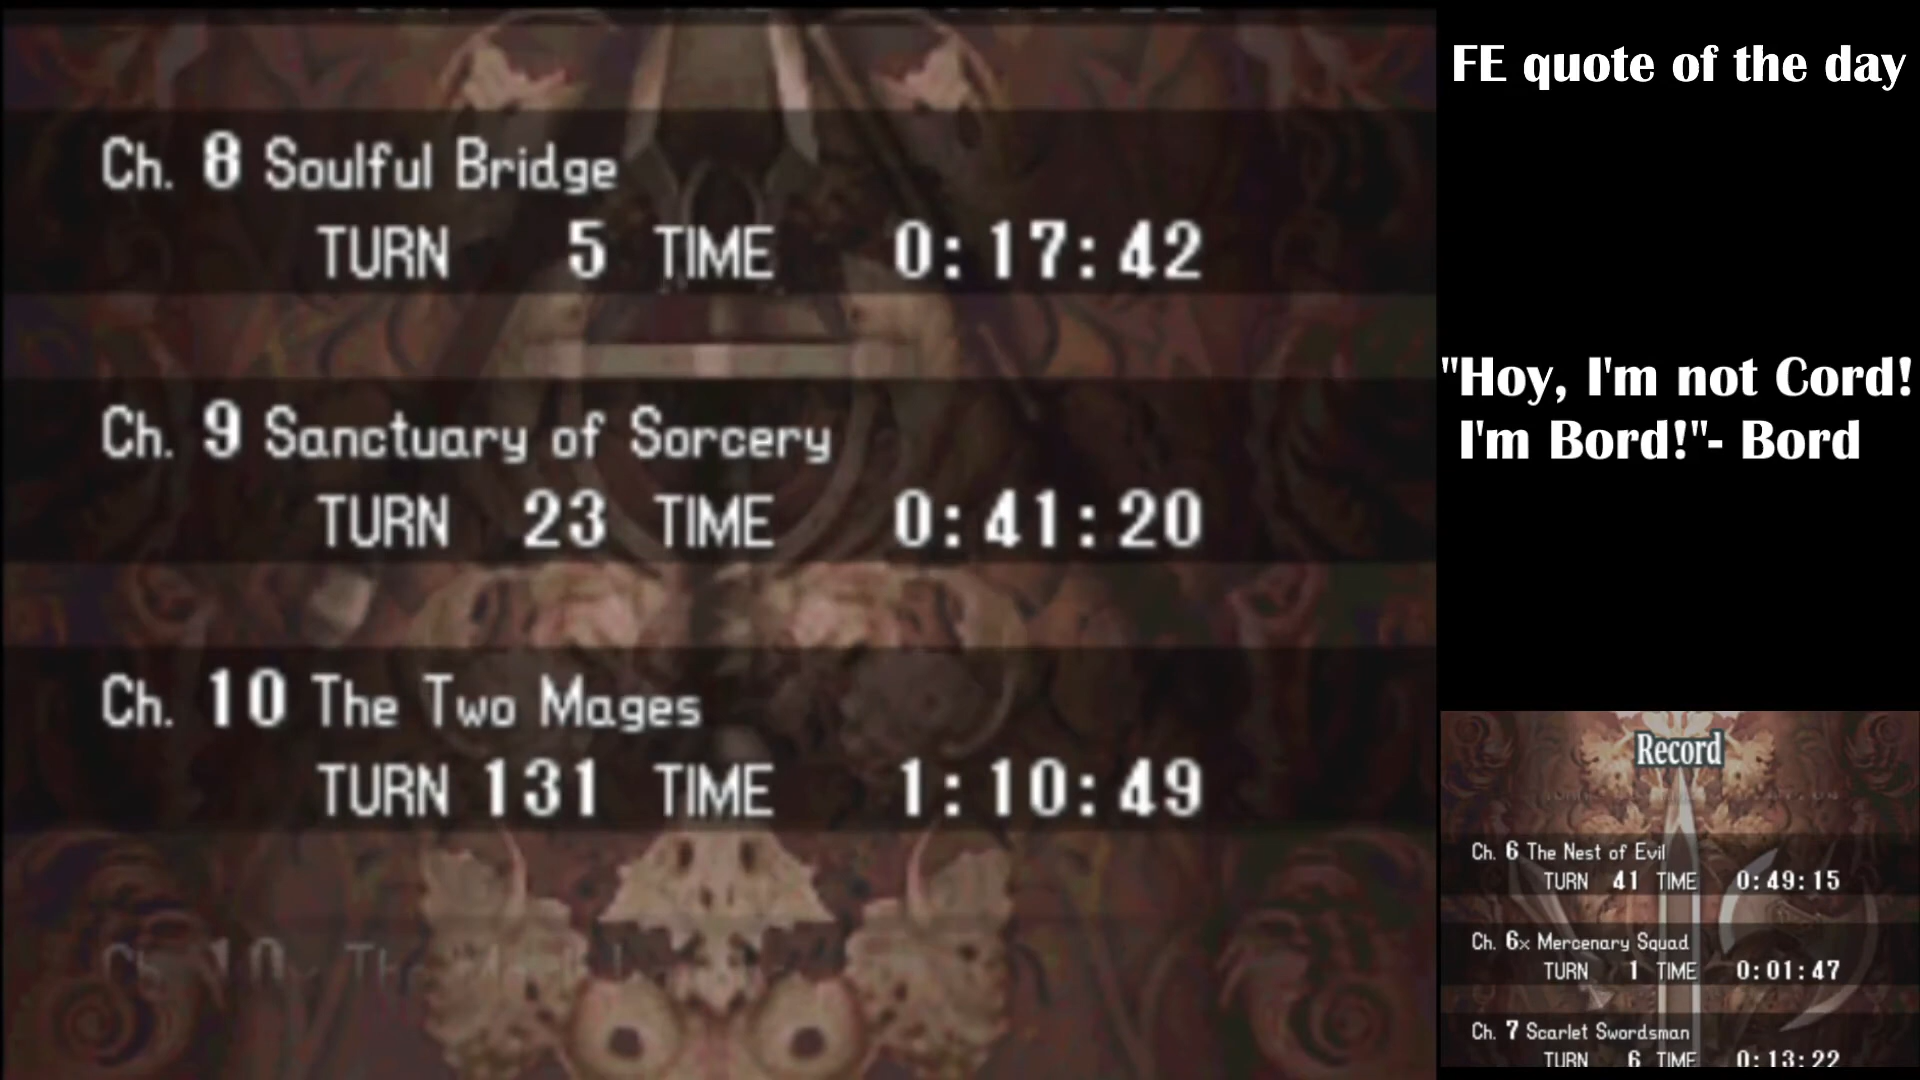 Ch. 8 Soulful Bridge
TURN 5 TIME 0:17:42
Ch. 9 Sanctuary of Sorcery
TURN 23 TIME 0:41:20
Ch. 10 The Two Mages
TURN 131 TIME 1:10:49
Ch. 10x
FE quote of the day
"Hoy, I'm not Cord!
I'm Bord!"- Bord
Record
Ch. 6 The Nest of Evil
TURN 41 TIME 0:49:15
Ch. 6x Mercenary Squad
TURN 1 TIME 0:01:47
Ch. 7 Scarlet Swordsman
TURN 6 TIME 0:13:22